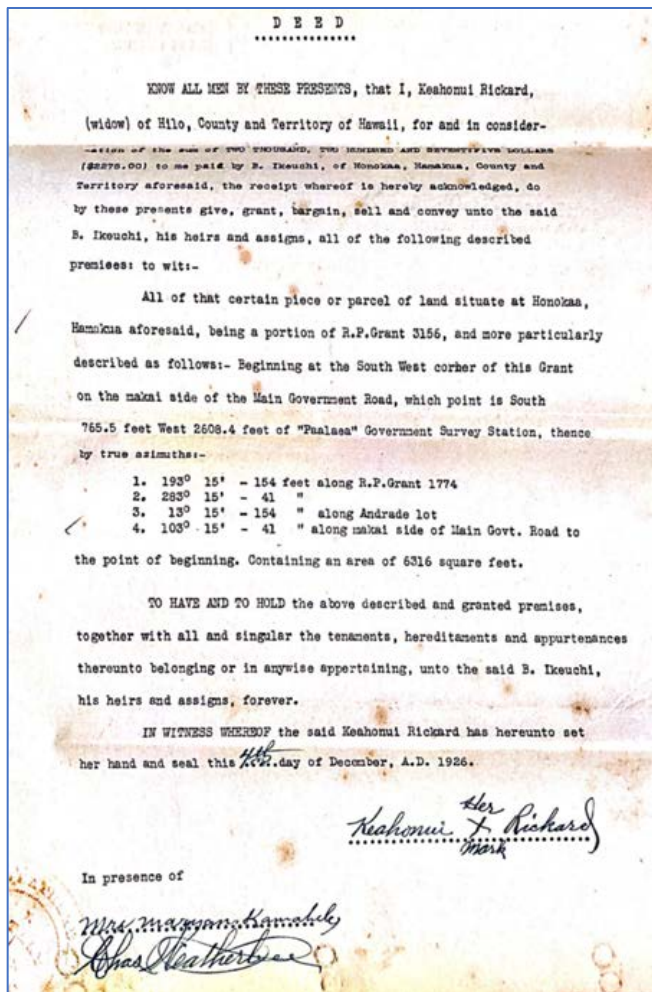 D E E D
KNOW ALL MEN BY THESE PRESENTS, that I, Keahonui Rickard,
(widow) of Hilo, County and Territory of Hawaii, for and in consider-
ation of the sum of TWO THOUSAND, TWO HUNDRED AND SEVENTYFIVE DOLLARS
($2275.00) to me paid by B. Ikeuchi, of Honokaa, Hamakua, County and
Territory aforesaid, the receipt whereof is hereby acknowledged, do
by these presents give, grant, bargain, sell and convey unto the said
B. Ikeuchi, his heirs and assigns, all of the following described
premises: to wit:-
All of that certain piece or parcel of land situate at Honokaa,
Hamakua aforesaid, being a portion of R.P.Grant 3156, and more particularly
described as follows:- Beginning at the South West corber of this Grant
on the makai side of the Main Government Road, which point is South
765.5 feet West 2608.4 feet of "Paalaea" Government Survey Station, thence
by true azimuths:-
1. 193° 15' - 154 feet along R.P.Grant 1774
2. 283° 15' - 41 "
3. 13° 15' - 154 " along Andrade lot
4. 103° 15' - 41 " along makai side of Main Govt. Road to
the point of beginning. Containing an area of 6316 square feet.
TO HAVE AND TO HOLD the above described and granted premises,
together with all and singular the tenaments, hereditaments and appurtenances
thereunto belonging or in anywise appertaining, unto the said B. Ikeuchi,
his heirs and assigns, forever.
IN WITNESS WHEREOF the said Keahonui Rickard has hereunto set
her hand and seal this 4th day of December, A.D. 1926.
Her
Keahonui X Rickard
Mark
In presence of
Mrs. Maryann Kamahele
Chas